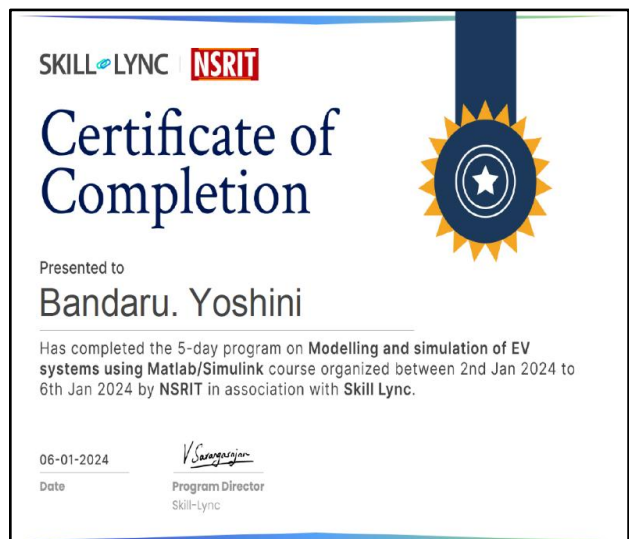 SKILL LYNC NSRIT
Certificate of
Completion
Presented to
Bandaru. Yoshini
Has completed the 5-day program on Modelling and simulation of EV
systems using Matlab/Simulink course organized between 2nd Jan 2024 to
6th Jan 2024 by NSRIT in association with Skill Lync.
06-01-2024
V Sarangarajan
Date
Program Director
Skill-Lync